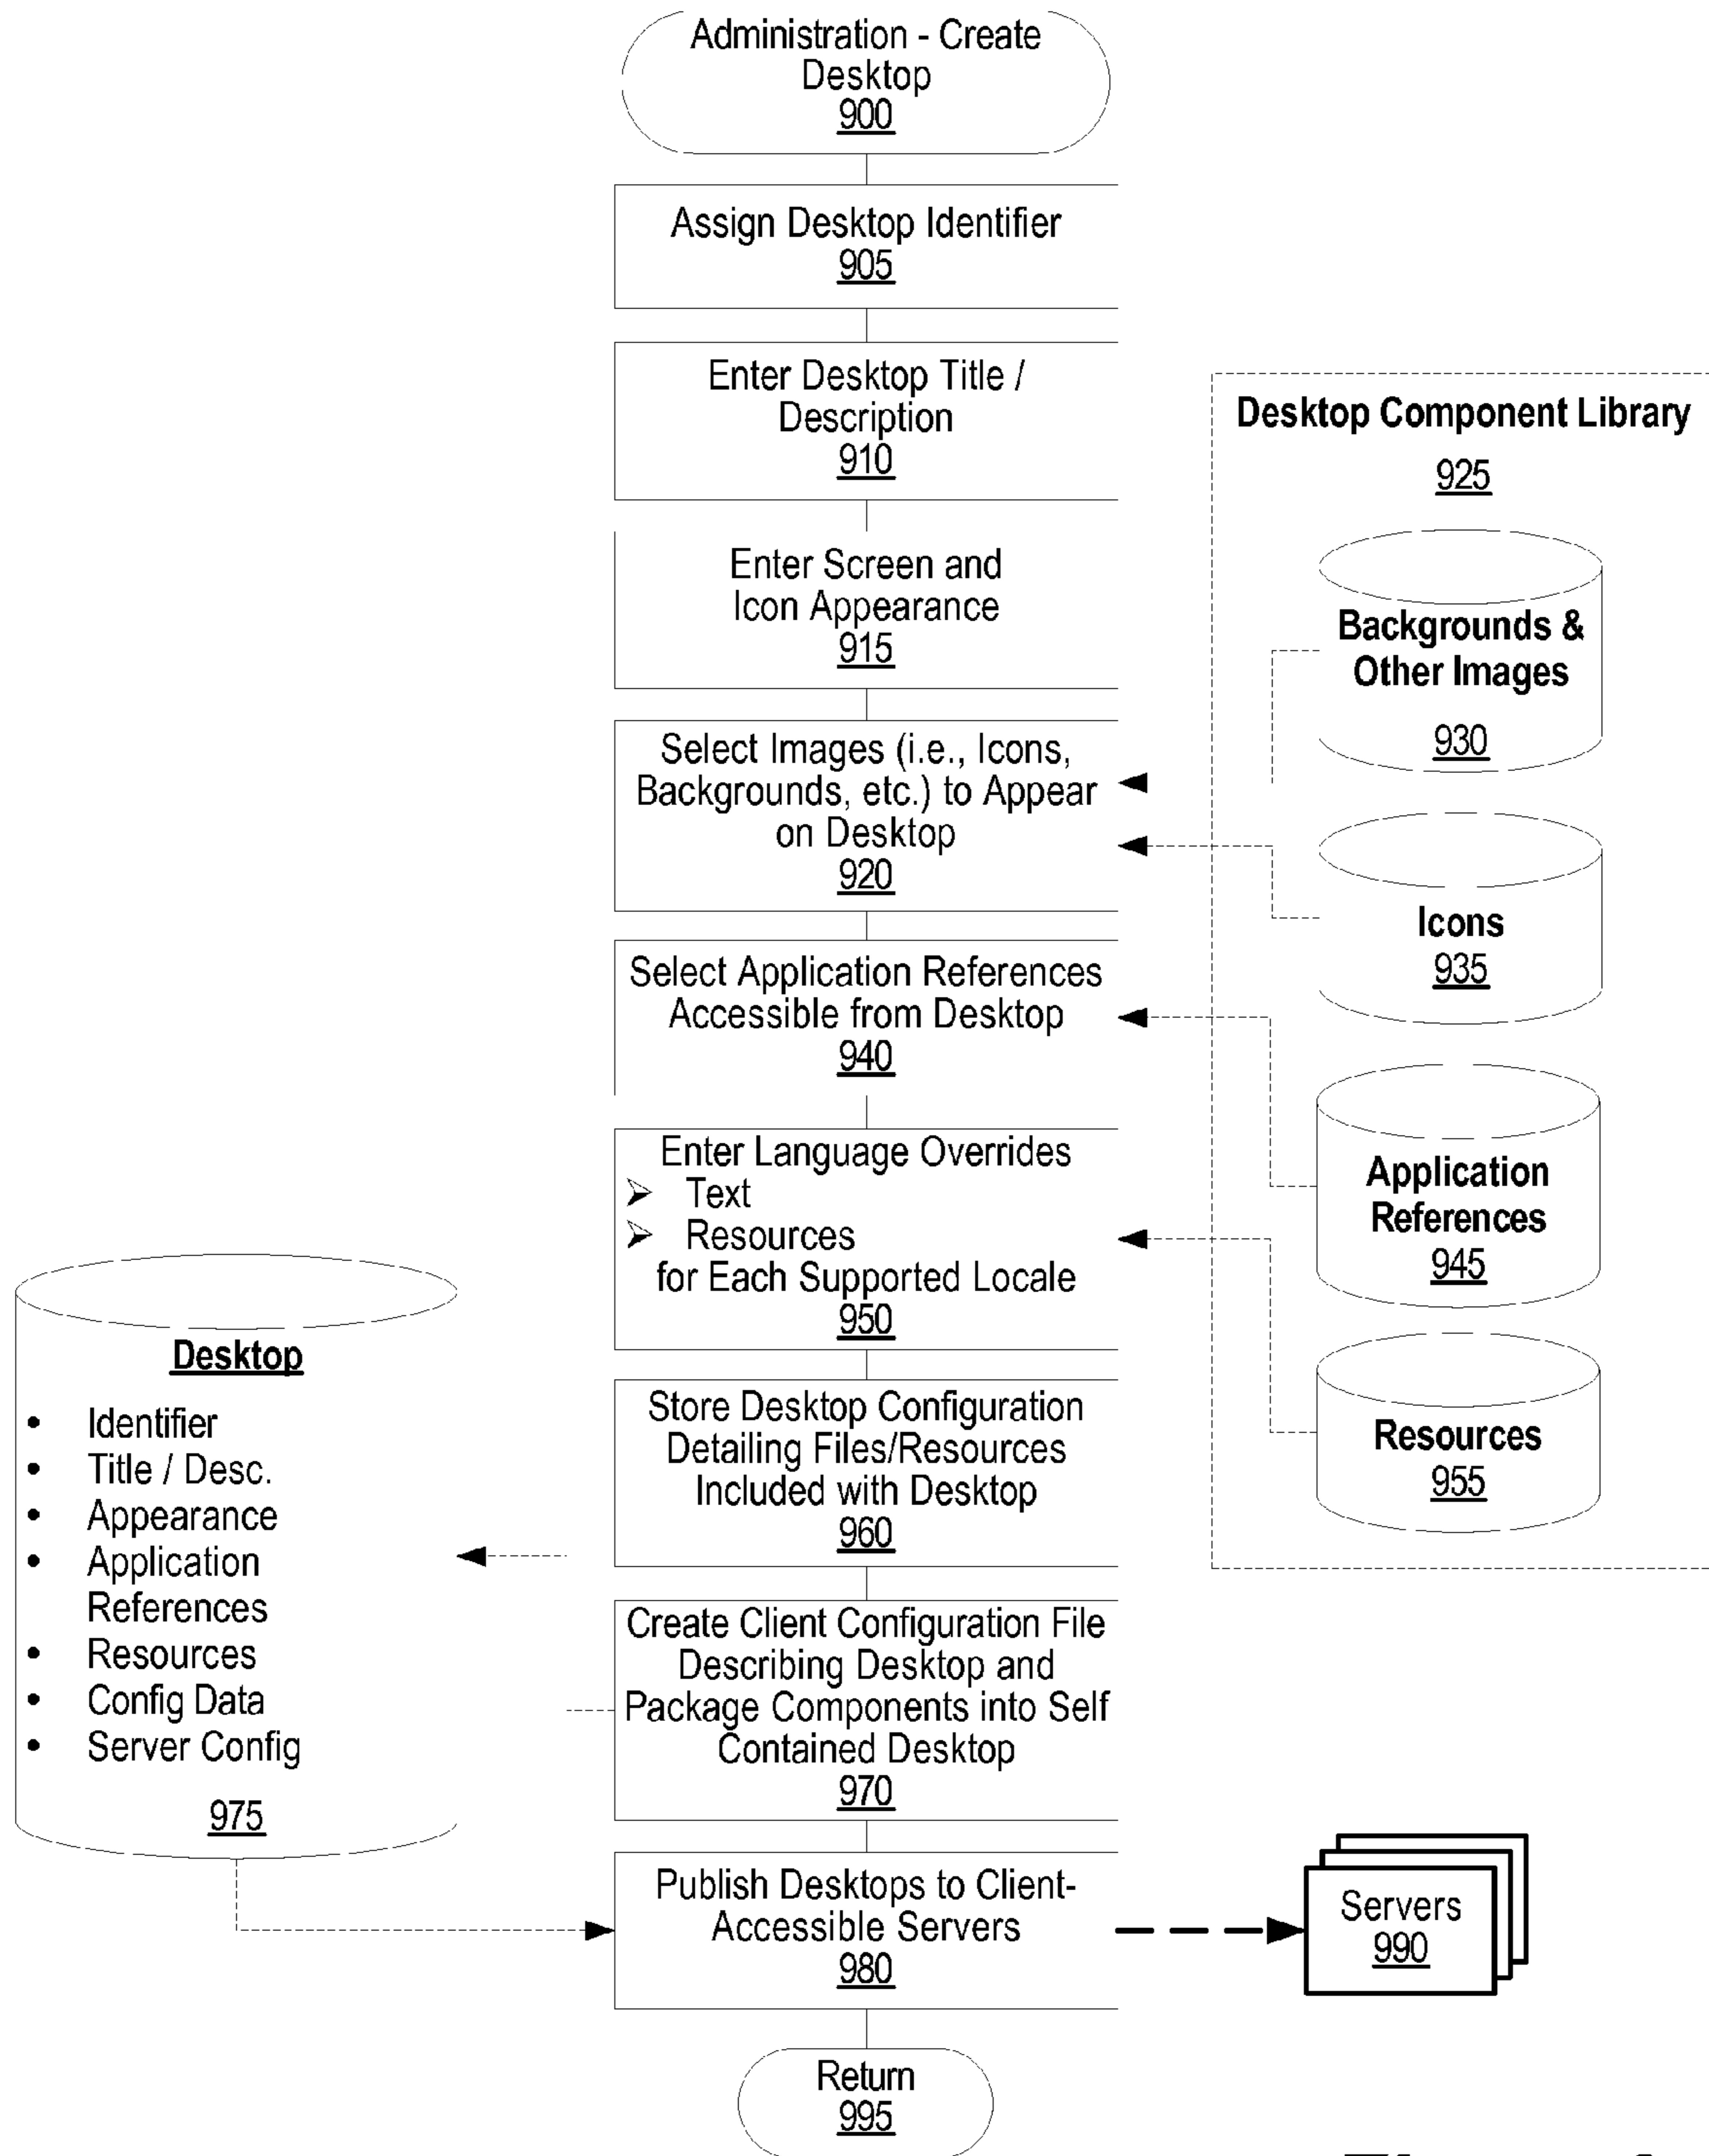 Administration - Create
Desktop
900
Assign Desktop Identifier
905
Enter Desktop Title /
Description
910
Enter Screen and
Icon Appearance
915
Select Images (i.e., Icons,
Backgrounds, etc.) to Appear
on Desktop
920
Select Application References
Accessible from Desktop
940
Enter Language Overrides
➢ Text
➢ Resources
for Each Supported Locale
950
Store Desktop Configuration
Detailing Files/Resources
Included with Desktop
960
Create Client Configuration File
Describing Desktop and
Package Components into Self
Contained Desktop
970
Publish Desktops to Client-
Accessible Servers
980
Return
995
Desktop Component Library
925
Backgrounds &
Other Images
930
Icons
935
Application
References
945
Resources
955
Desktop
• Identifier
• Title / Desc.
• Appearance
• Application
References
• Resources
• Config Data
• Server Config
975
Servers
990